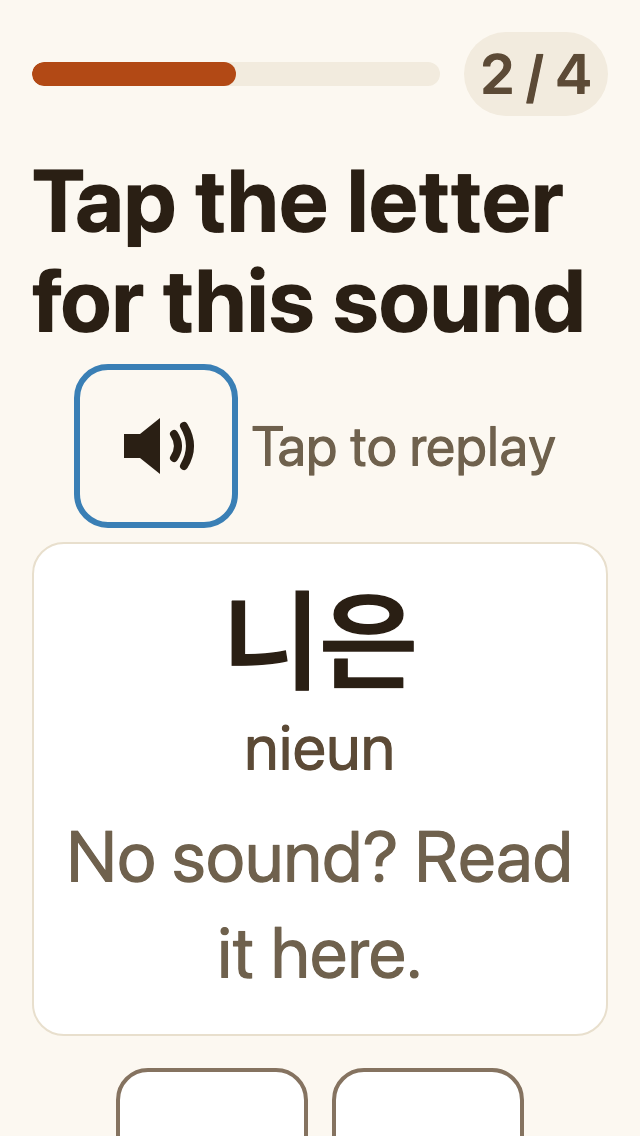 2 / 4
Tap the letter
for this sound
Tap to replay
니은
nieun
No sound? Read
it here.